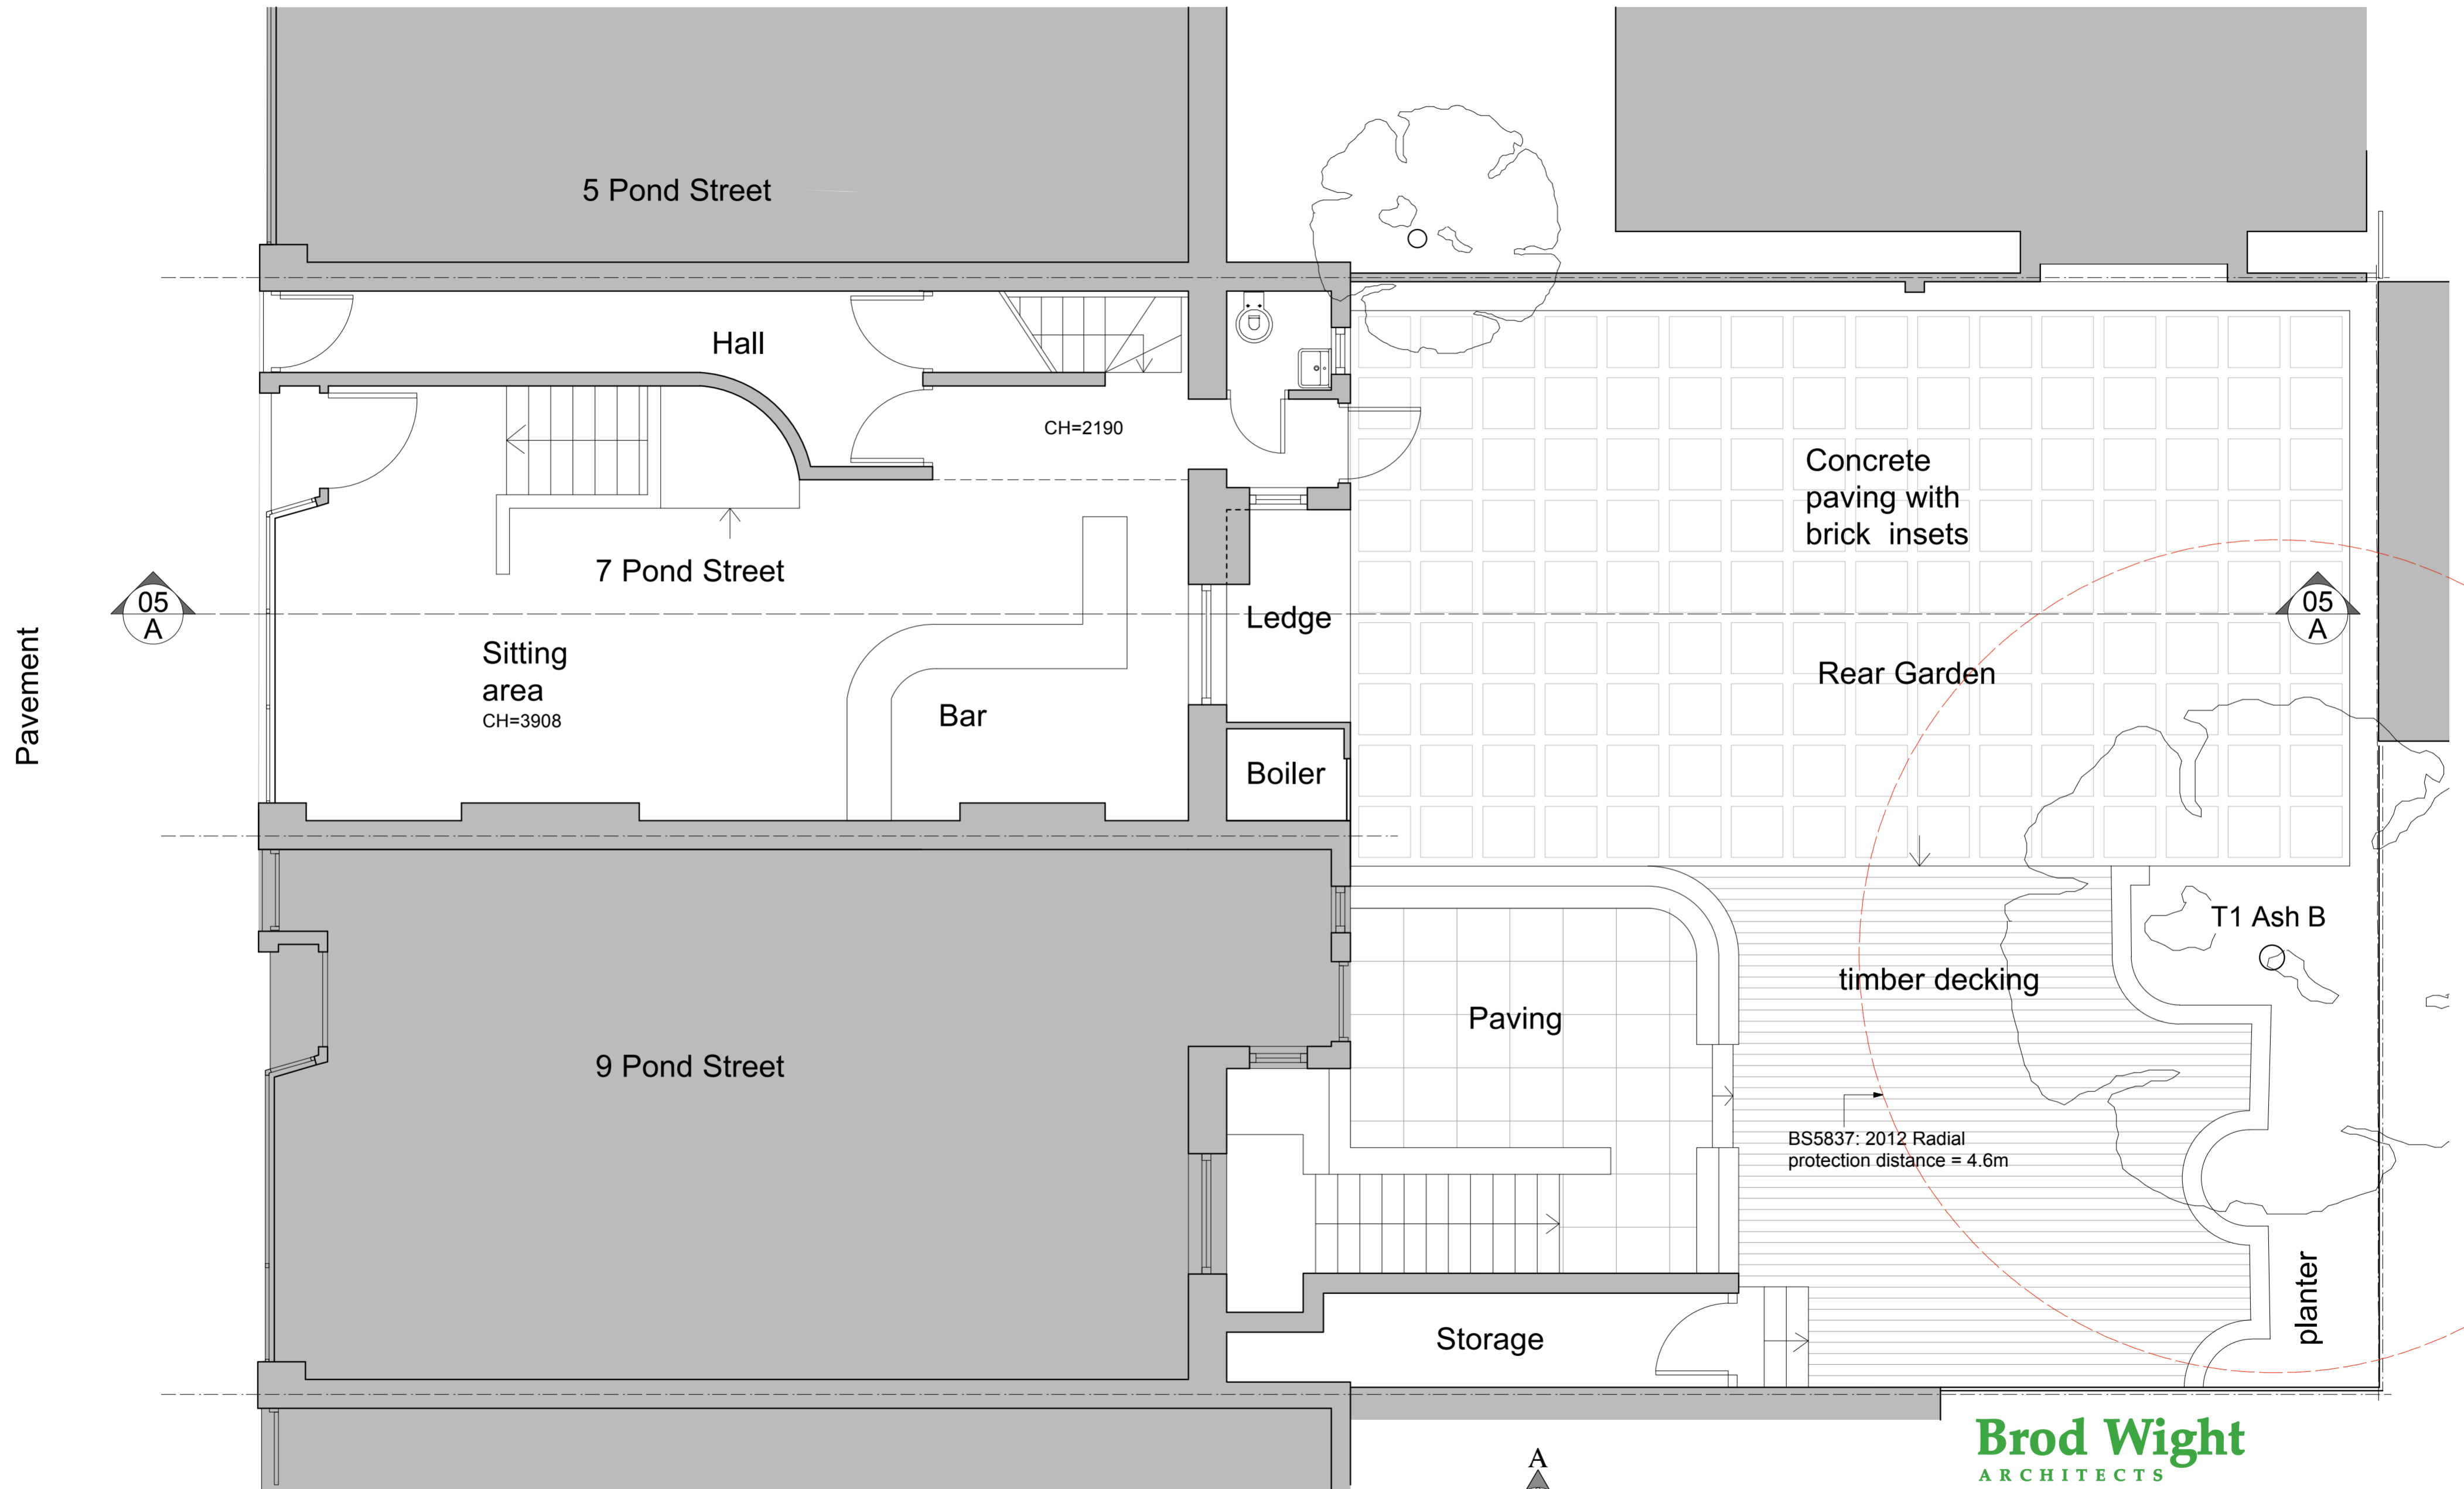 5 Pond Street
Hall
CH=2190
Concrete
paving with
brick insets
7 Pond Street
05
A
Ledge
05
A
Pavement
Sitting
area
CH=3908
Rear Garden
Bar
Boiler
T1 Ash B
timber decking
Paving
9 Pond Street
BS5837: 2012 Radial
protection distance = 4.6m
planter
Storage
Brod Wight
ARCHITECTS
A